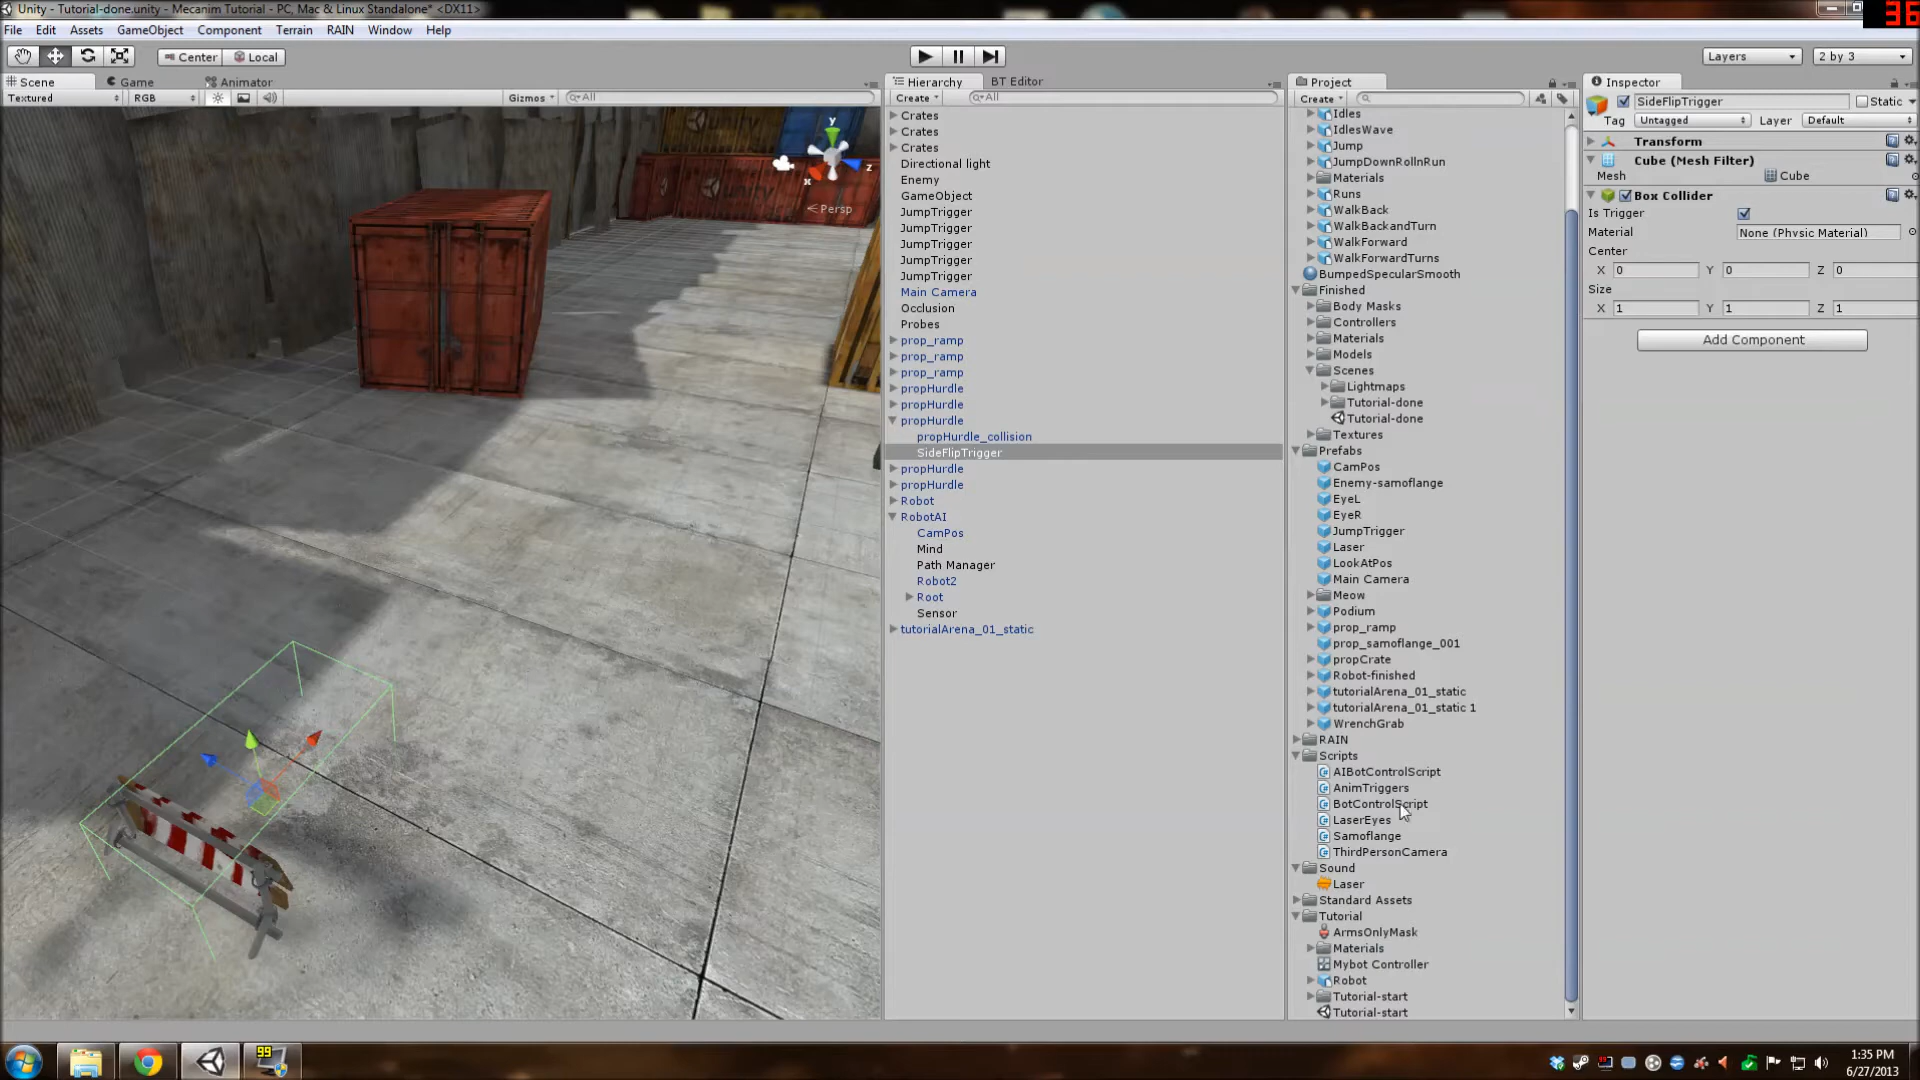 Unity - Tutorial-done.unity - Mecanim Tutorial - PC, Mac & Linux Standalone* <DX11>
36
File Edit Assets GameObject Component Terrain RAIN Window Help
Center Local
Layers
2 by 3
Scene Game Animator
Textured RGB Gizmos All
y
x
z
Persp
unity
Hierarchy BT Editor
Create All
Crates
Crates
Crates
Directional light
Enemy
GameObject
JumpTrigger
JumpTrigger
JumpTrigger
JumpTrigger
JumpTrigger
Main Camera
Occlusion
Probes
prop_ramp
prop_ramp
prop_ramp
propHurdle
propHurdle
propHurdle
propHurdle_collision
SideFlipTrigger
propHurdle
propHurdle
Robot
RobotAI
CamPos
Mind
Path Manager
Robot2
Root
Sensor
tutorialArena_01_static
Project
Create
Idles
IdlesWave
Jump
JumpDownRollnRun
Materials
Runs
WalkBack
WalkBackandTurn
WalkForward
WalkForwardTurns
BumpedSpecularSmooth
Finished
Body Masks
Controllers
Materials
Models
Scenes
Lightmaps
Tutorial-done
Tutorial-done
Textures
Prefabs
CamPos
Enemy-samoflange
EyeL
EyeR
JumpTrigger
Laser
LookAtPos
Main Camera
Meow
Podium
prop_ramp
prop_samoflange_001
propCrate
Robot-finished
tutorialArena_01_static
tutorialArena_01_static 1
WrenchGrab
RAIN
Scripts
AIBotControlScript
AnimTriggers
BotControlScript
LaserEyes
Samoflange
ThirdPersonCamera
Sound
Laser
Standard Assets
Tutorial
ArmsOnlyMask
Materials
Mybot Controller
Robot
Tutorial-start
Tutorial-start
Inspector
SideFlipTrigger Static
Tag Untagged Layer Default
Transform
Cube (Mesh Filter)
Mesh Cube
Box Collider
Is Trigger
Material None (Physic Material)
Center
X 0 Y 0 Z 0
Size
X 1 Y 1 Z 1
Add Component
99
1:35 PM
6/27/2013